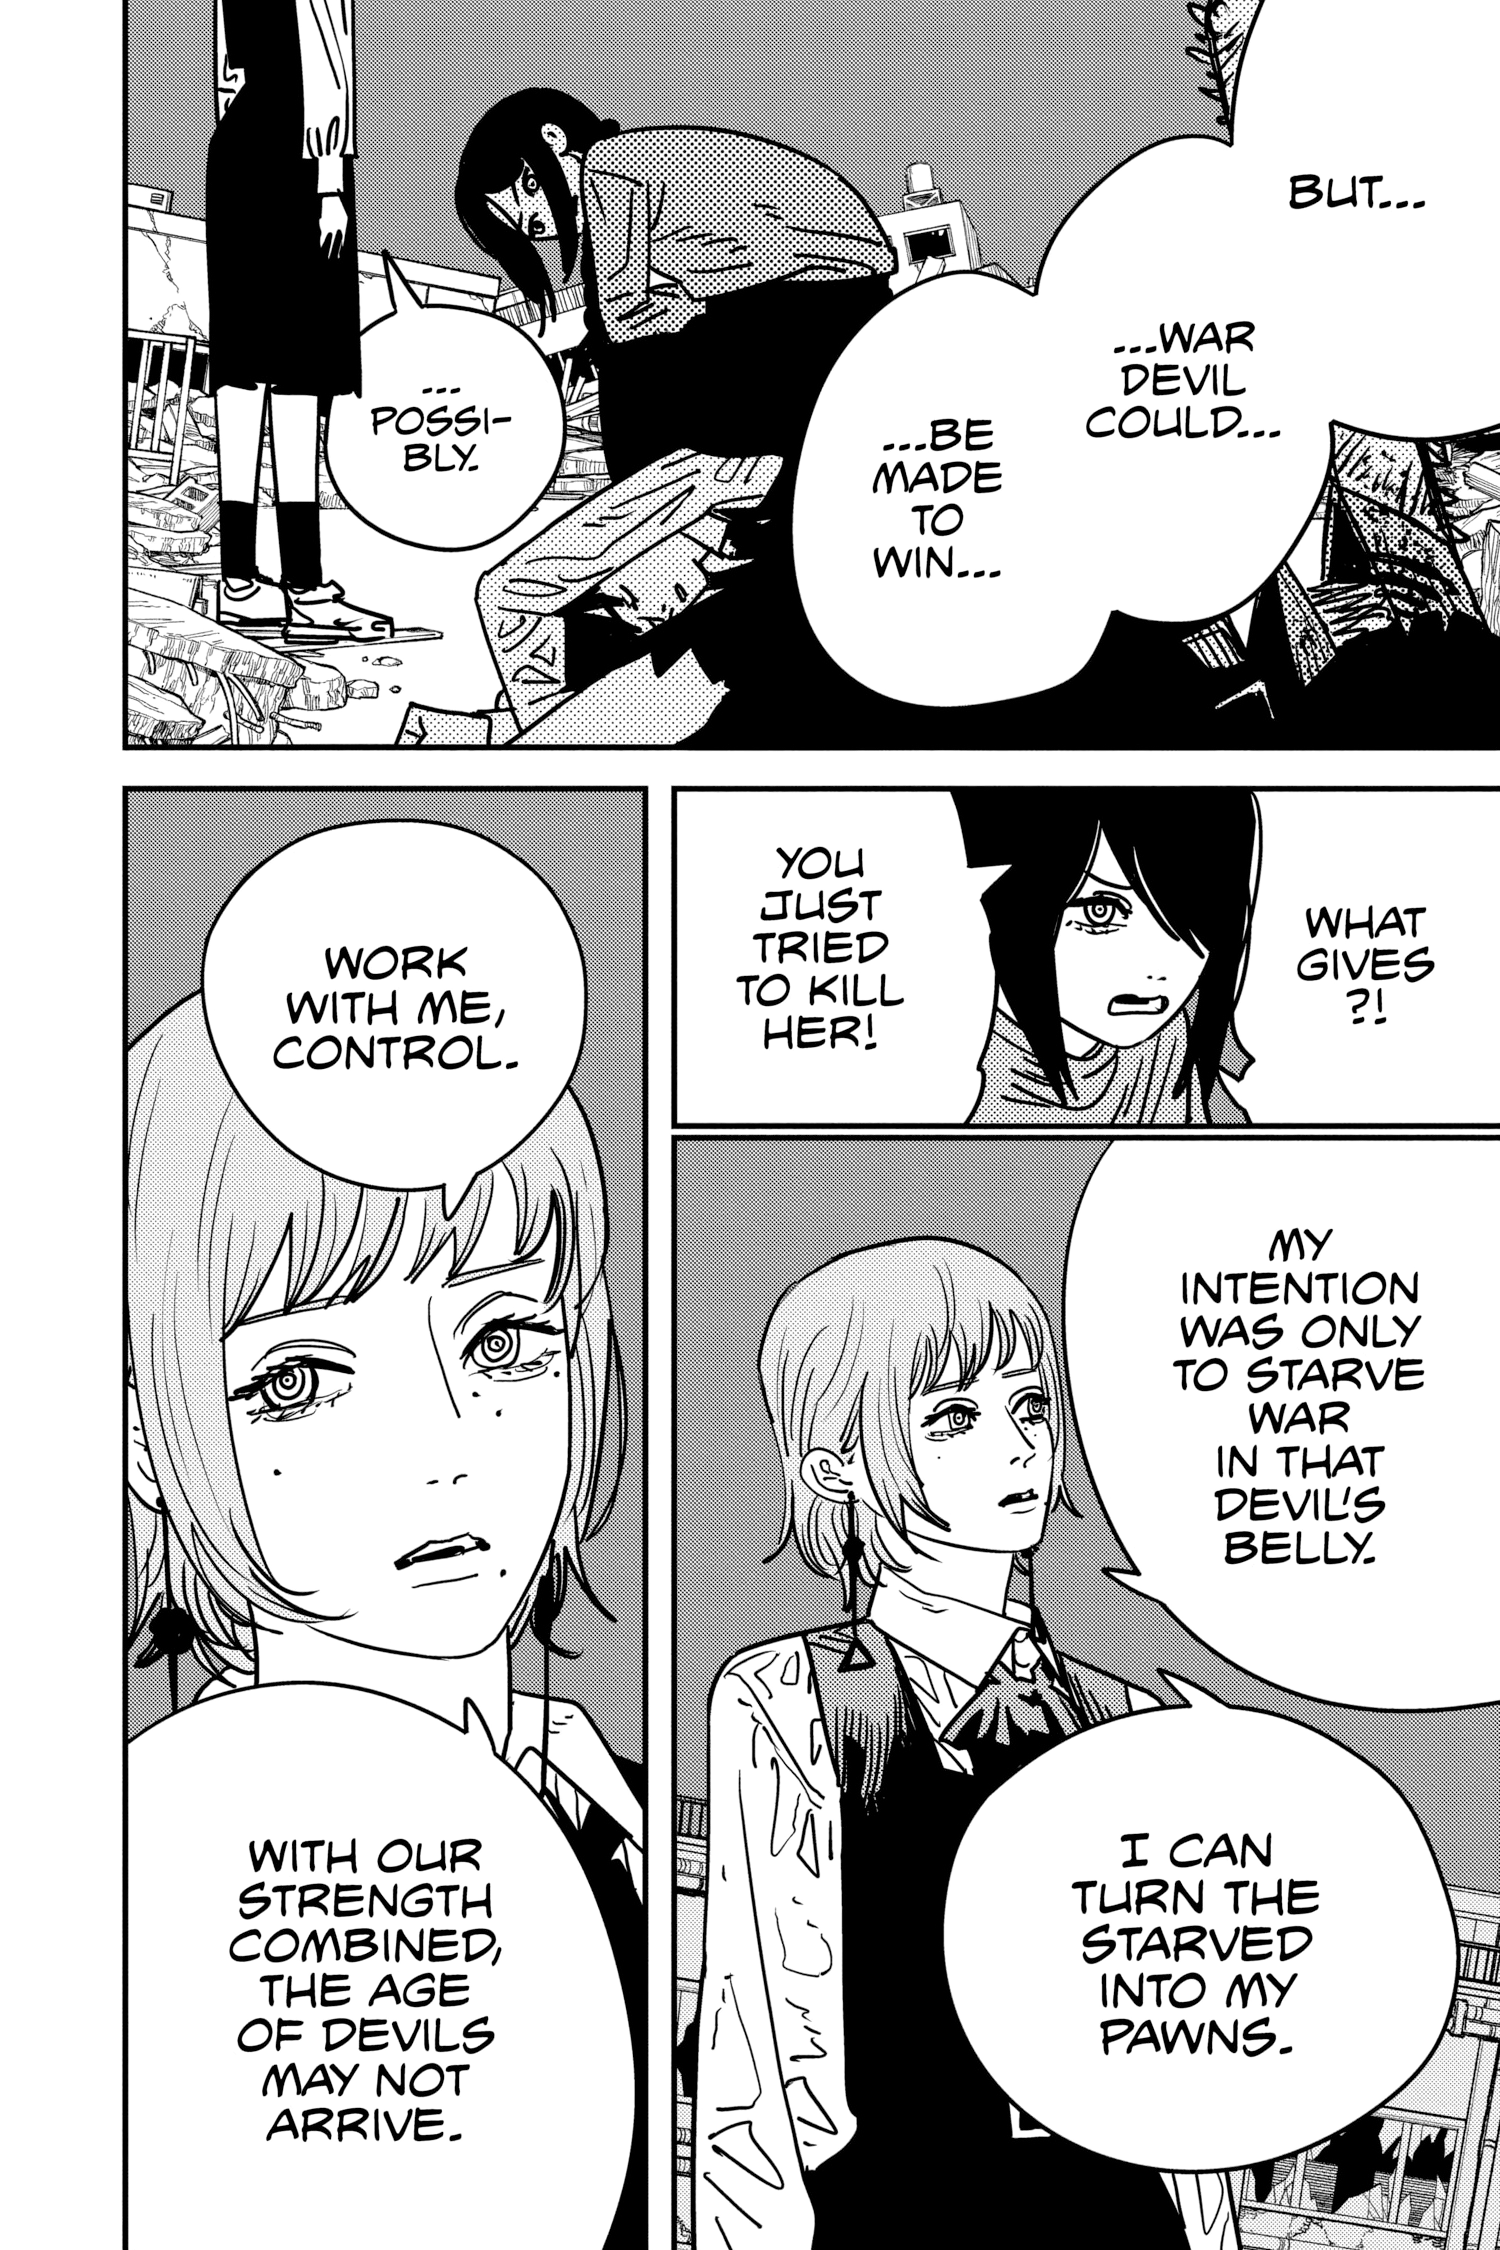 BUT...
...WAR
DEVIL
COULD...
...BE
MADE
TO
WIN...
...
POSSI-
BLY.
WHAT
GIVES
?!
YOU
JUST
TRIED
TO KILL
HER!
MY
INTENTION
WAS ONLY
TO STARVE
WAR
IN THAT
DEVIL'S
BELLY.
I CAN
TURN THE
STARVED
INTO MY
PAWNS.
WORK
WITH ME,
CONTROL.
WITH OUR
STRENGTH
COMBINED,
THE AGE
OF DEVILS
MAY NOT
ARRIVE.